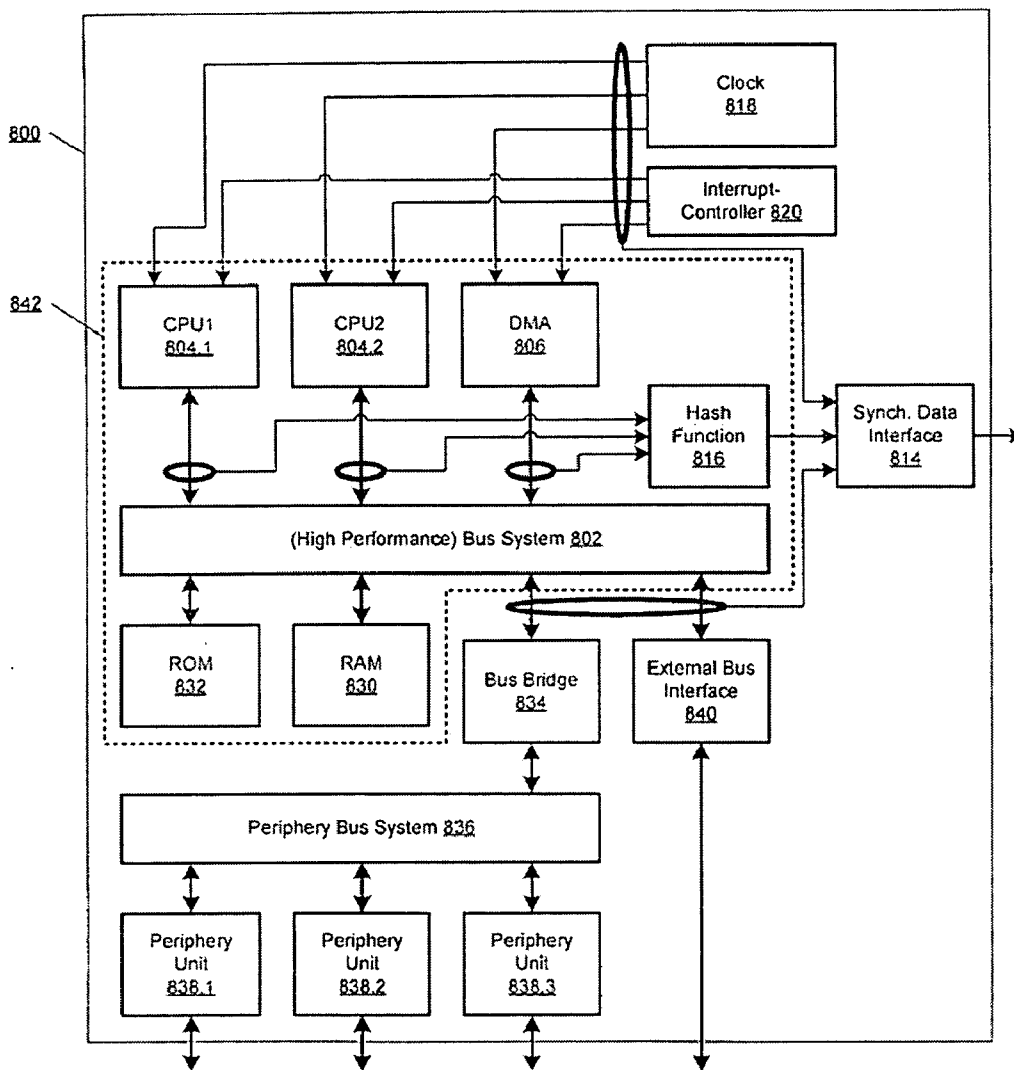 Clock
818
800
Interrupt-
Controller 820
842
CPU1
804.1
CPU2
804.2
DMA
806
Hash
Function
816
Synch. Data
Interface
814
(High Performance) Bus System 802
ROM
832
RAM
830
Bus Bridge
834
External Bus
Interface
840
Periphery Bus System 836
Periphery
Unit
838.1
Periphery
Unit
838.2
Periphery
Unit
838.3